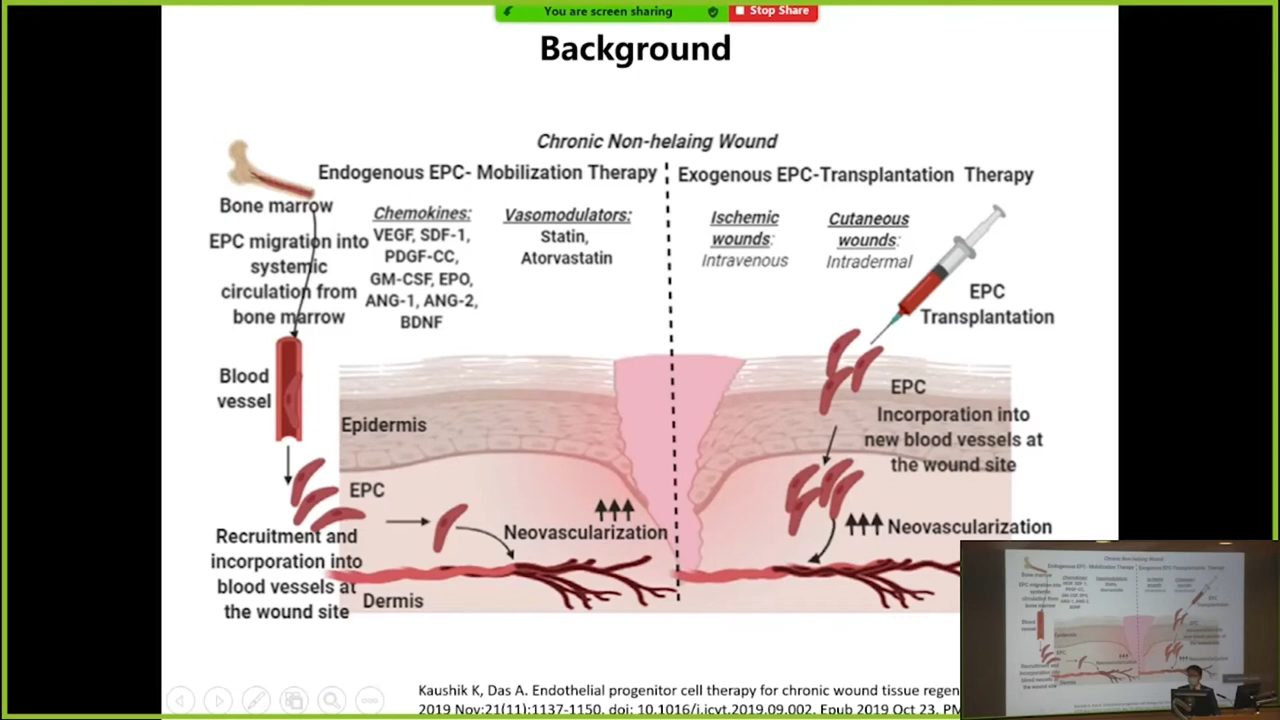 You are screen sharing
Stop Share
Background
Chronic Non-helaing Wound
Endogenous EPC- Mobilization Therapy
Exogenous EPC-Transplantation Therapy
Bone marrow
EPC migration into
systemic
circulation from
bone marrow
Chemokines:
VEGF, SDF-1,
PDGF-CC,
GM-CSF, EPO,
ANG-1, ANG-2,
BDNF
Vasomodulators:
Statin,
Atorvastatin
Ischemic
wounds:
Intravenous
Cutaneous
wounds:
Intradermal
EPC
Transplantation
Blood
vessel
Epidermis
EPC
Incorporation into
new blood vessels at
the wound site
EPC
Neovascularization
Neovascularization
Recruitment and
incorporation into
blood vessels at
the wound site
Dermis
Kaushik K, Das A. Endothelial progenitor cell therapy for chronic wound tissue
2019 Nov;21(11):1137-1150. doi: 10.1016/j.jcyt.2019.09.002. Epub 2019 Oct 23.